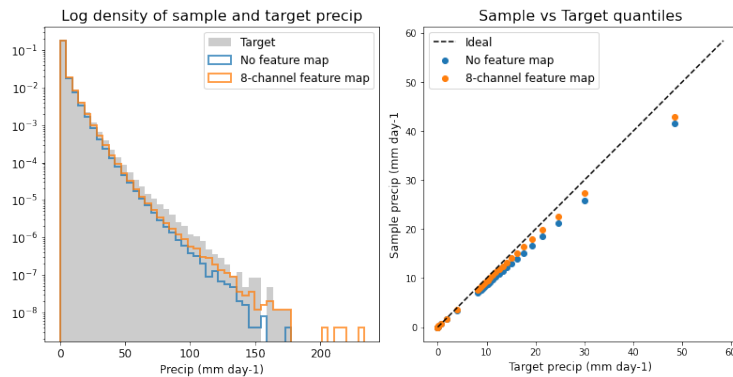 Log density of sample and target precip
Target
No feature map
8-channel feature map
10⁻¹
10⁻²
10⁻³
10⁻⁴
10⁻⁵
10⁻⁶
10⁻⁷
10⁻⁸
0 50 100 150 200
Precip (mm day-1)
Sample vs Target quantiles
Ideal
No feature map
8-channel feature map
Sample precip (mm day-1)
60
50
40
30
20
10
0
0 10 20 30 40 50 60
Target precip (mm day-1)